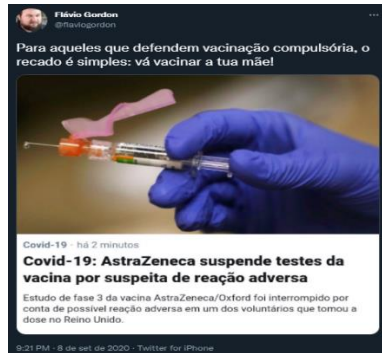 Flávio Gordon
@flaviogordon
Para aqueles que defendem vacinação compulsória, o
recado é simples: vá vacinar a tua mãe!
Covid-19 · há 2 minutos
Covid-19: AstraZeneca suspende testes da
vacina por suspeita de reação adversa
Estudo de fase 3 da vacina AstraZeneca/Oxford foi interrompido por
conta de possível reação adversa em um dos voluntários que tomou a
dose no Reino Unido.
9:21 PM · 8 de set de 2020 · Twitter for iPhone